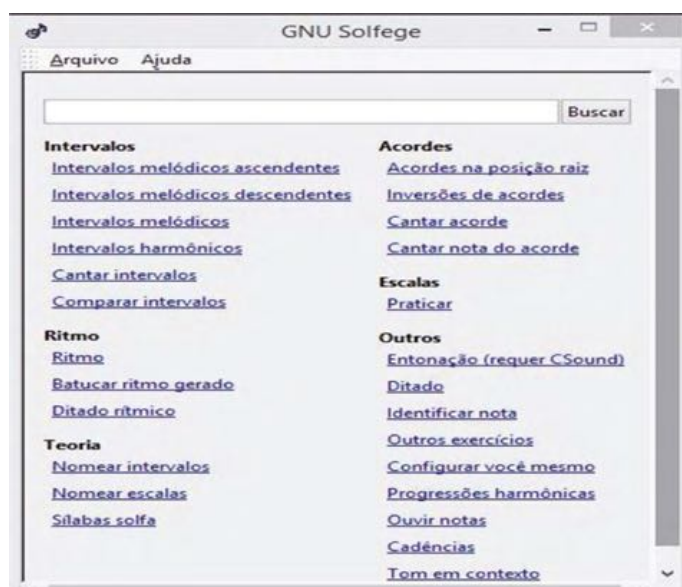 GNU Solfege
Arquivo Ajuda
Buscar
Intervalos
Intervalos melódicos ascendentes
Intervalos melódicos descendentes
Intervalos melódicos
Intervalos harmônicos
Cantar intervalos
Comparar intervalos
Ritmo
Ritmo
Batucar ritmo gerado
Ditado rítmico
Teoria
Nomear intervalos
Nomear escalas
Sílabas solfa
Acordes
Acordes na posição raiz
Inversões de acordes
Cantar acorde
Cantar nota do acorde
Escalas
Praticar
Outros
Entonação (requer CSound)
Ditado
Identificar nota
Outros exercícios
Configurar você mesmo
Progressões harmônicas
Ouvir notas
Cadências
Tom em contexto